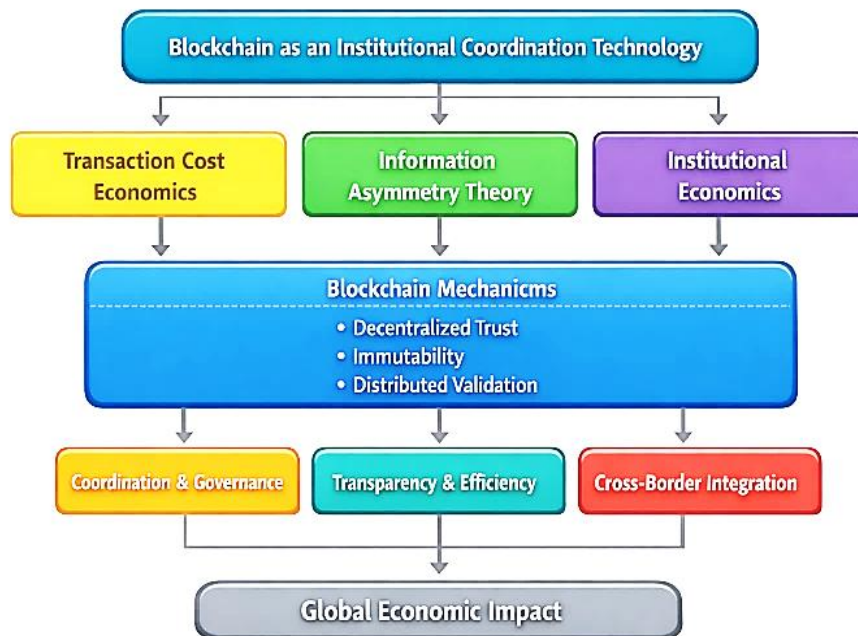 Blockchain as an Institutional Coordination Technology
Transaction Cost
Economics
Information
Asymmetry Theory
Institutional
Economics
Blockchain Mechanicms
• Decentralized Trust
• Immutability
• Distributed Validation
Coordination & Governance
Transparency & Efficiency
Cross-Border Integration
Global Economic Impact